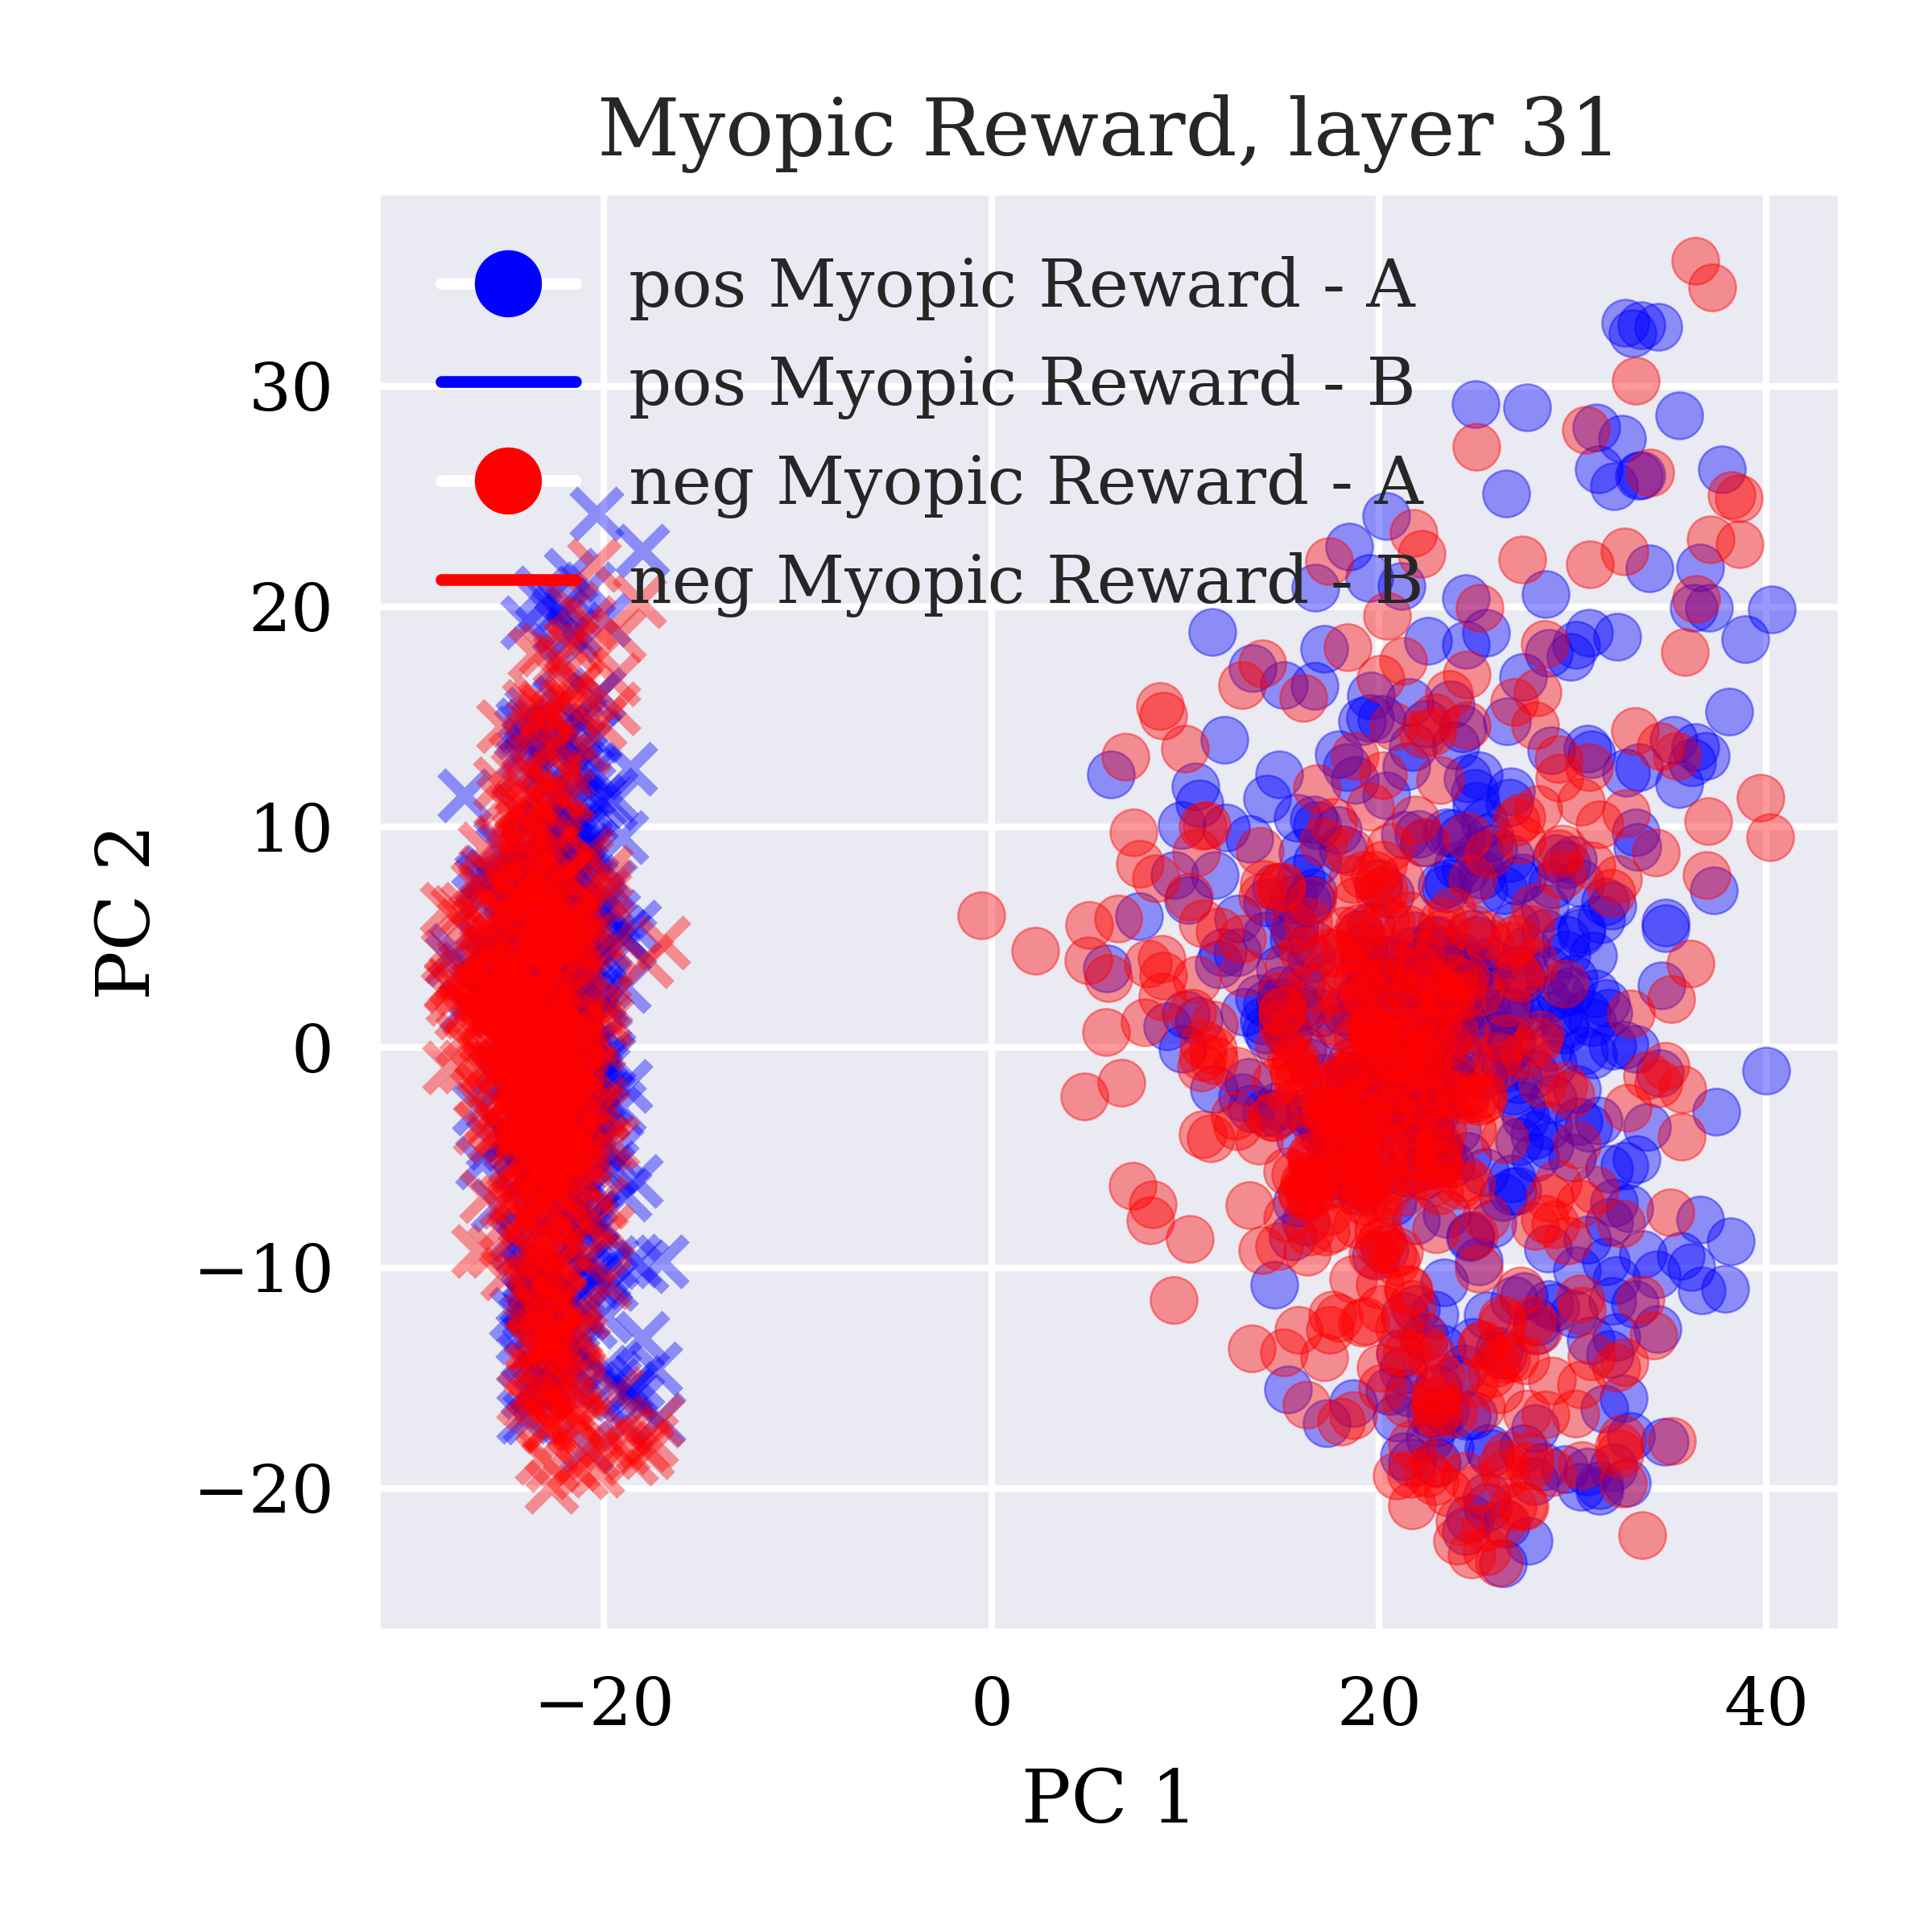 Myopic Reward, layer 31
pos Myopic Reward - A
pos Myopic Reward - B
neg Myopic Reward - A
neg Myopic Reward - B
30
20
10
0
−10
−20
PC 2
−20 0 20 40
PC 1